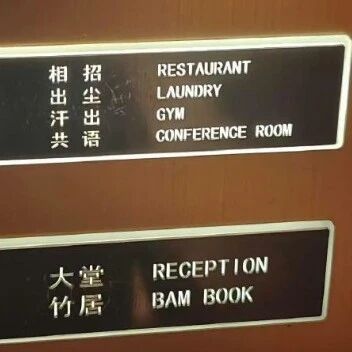 相招 RESTAURANT
出尘 LAUNDRY
汗出 GYM
共语 CONFERENCE ROOM
大堂 RECEPTION
竹居 BAM BOOK